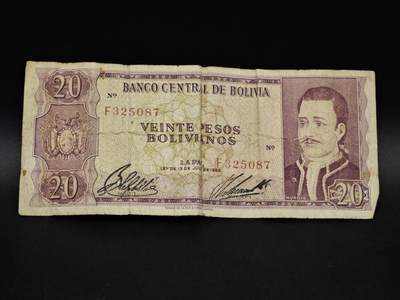 BANCO CENTRAL DE BOLIVIA
20
Nº
F325087
VEINTE PESOS
BOLIVIANOS
Nº
F325087
LA PAZ
20
20